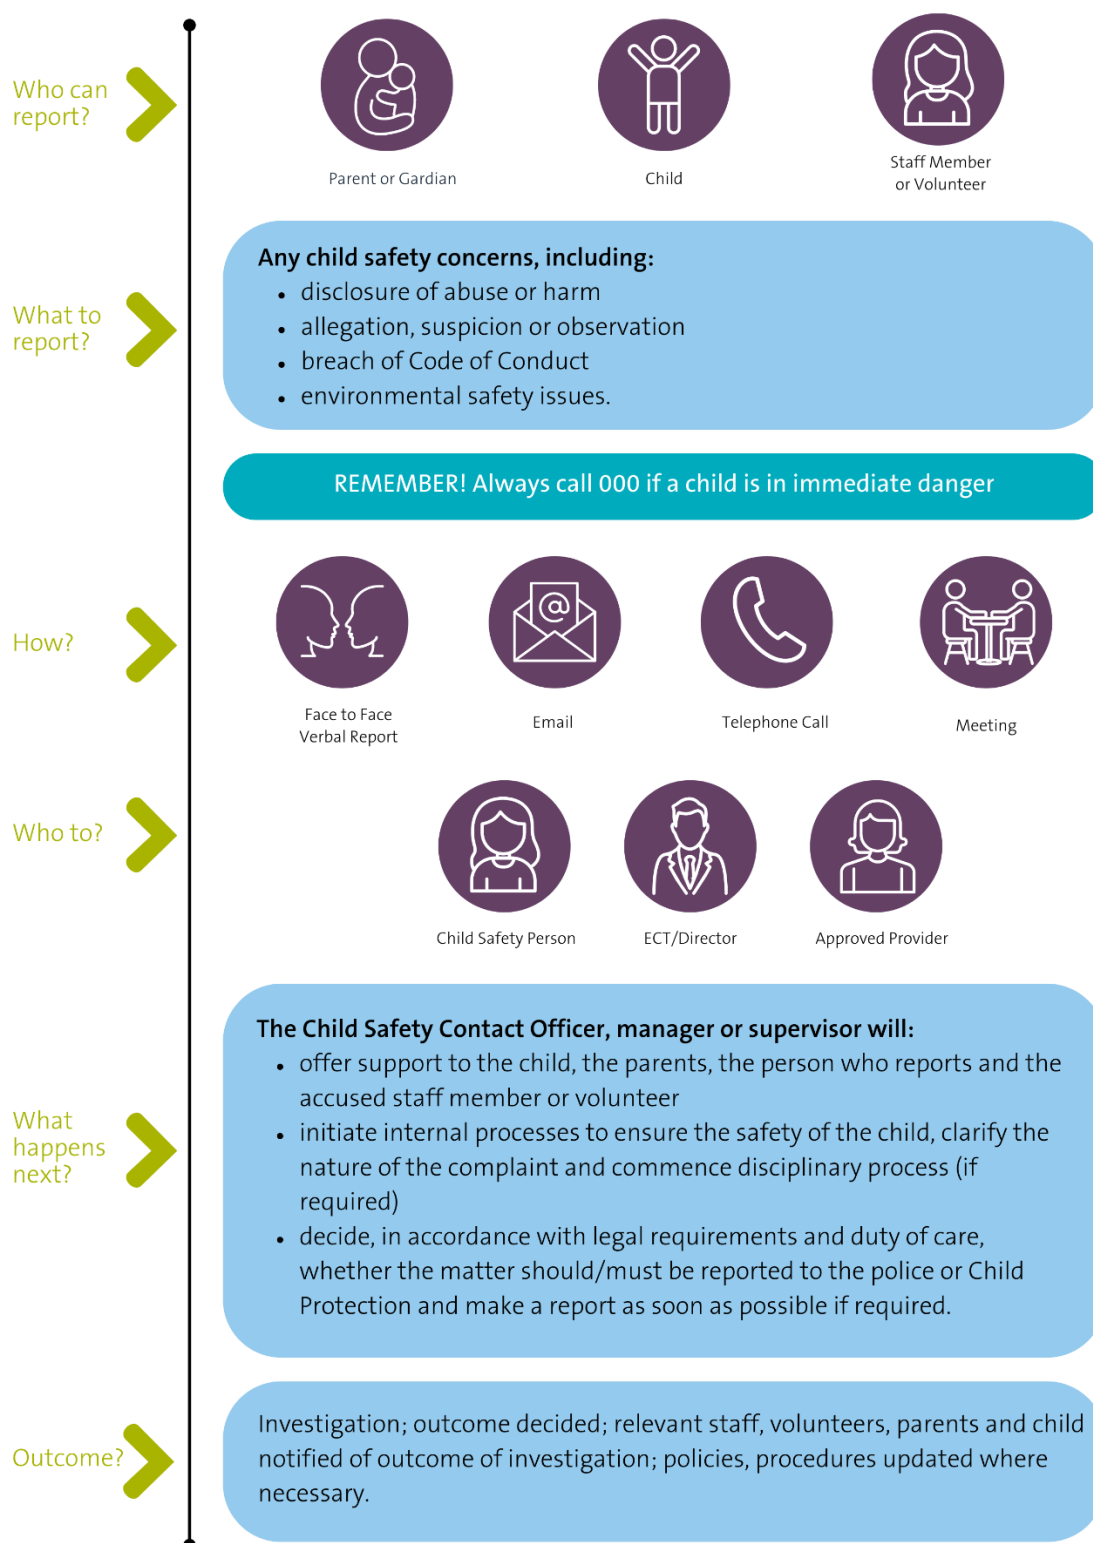 Who can
report?
Parent or Gardian
Child
Staff Member
or Volunteer
What to
report?
Any child safety concerns, including:
• disclosure of abuse or harm
• allegation, suspicion or observation
• breach of Code of Conduct
• environmental safety issues.
REMEMBER! Always call 000 if a child is in immediate danger
How?
@
Face to Face
Verbal Report
Email
Telephone Call
Meeting
Who to?
Child Safety Person
ECT/Director
Approved Provider
What
happens
next?
The Child Safety Contact Officer, manager or supervisor will:
• offer support to the child, the parents, the person who reports and the
accused staff member or volunteer
• initiate internal processes to ensure the safety of the child, clarify the
nature of the complaint and commence disciplinary process (if
required)
• decide, in accordance with legal requirements and duty of care,
whether the matter should/must be reported to the police or Child
Protection and make a report as soon as possible if required.
Outcome?
Investigation; outcome decided; relevant staff, volunteers, parents and child
notified of outcome of investigation; policies, procedures updated where
necessary.